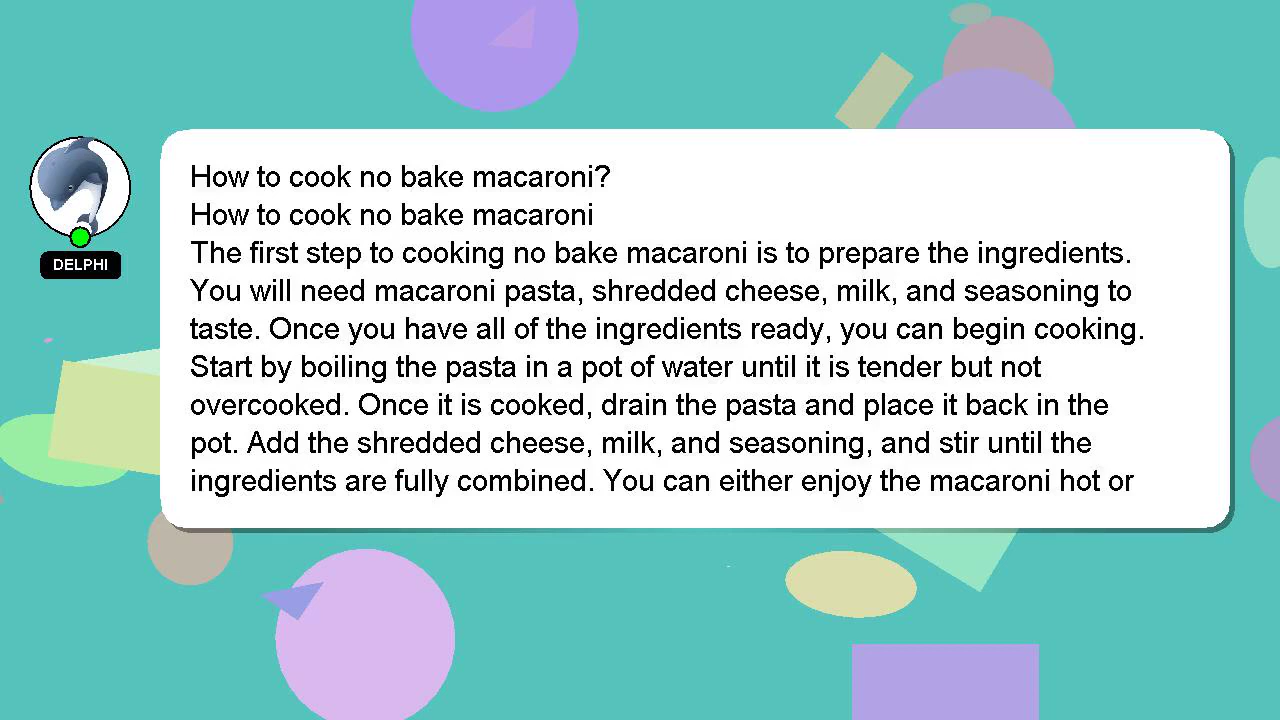 How to cook no bake macaroni?
How to cook no bake macaroni
The first step to cooking no bake macaroni is to prepare the ingredients.
You will need macaroni pasta, shredded cheese, milk, and seasoning to
taste. Once you have all of the ingredients ready, you can begin cooking.
Start by boiling the pasta in a pot of water until it is tender but not
overcooked. Once it is cooked, drain the pasta and place it back in the
pot. Add the shredded cheese, milk, and seasoning, and stir until the
ingredients are fully combined. You can either enjoy the macaroni hot or
DELPHI